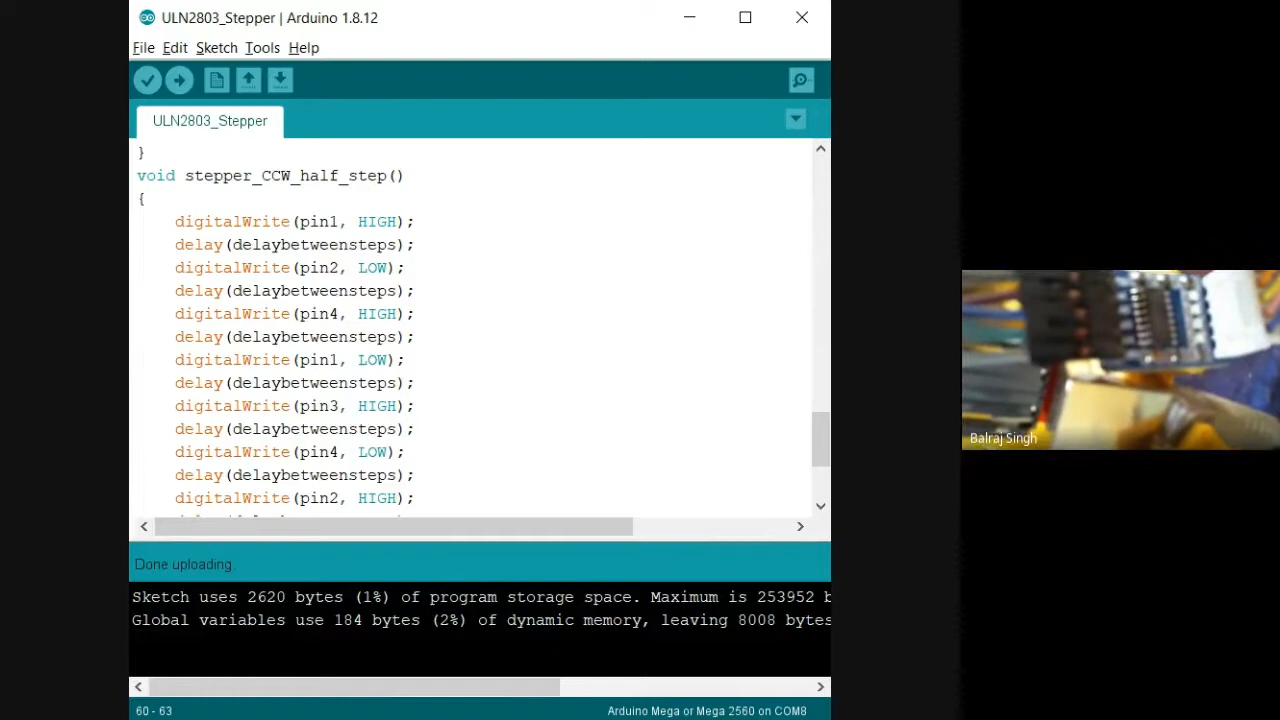 ULN2803_Stepper | Arduino 1.8.12
File Edit Sketch Tools Help
ULN2803_Stepper
}
void stepper_CCW_half_step()
{
digitalWrite(pin1, HIGH);
delay(delaybetweensteps);
digitalWrite(pin2, LOW);
delay(delaybetweensteps);
digitalWrite(pin4, HIGH);
delay(delaybetweensteps);
digitalWrite(pin1, LOW);
delay(delaybetweensteps);
digitalWrite(pin3, HIGH);
delay(delaybetweensteps);
digitalWrite(pin4, LOW);
delay(delaybetweensteps);
digitalWrite(pin2, HIGH);
Balraj Singh
Done uploading.
Sketch uses 2620 bytes (1%) of program storage space. Maximum is 253952 b
Global variables use 184 bytes (2%) of dynamic memory, leaving 8008 bytes
60 - 63
Arduino Mega or Mega 2560 on COM8